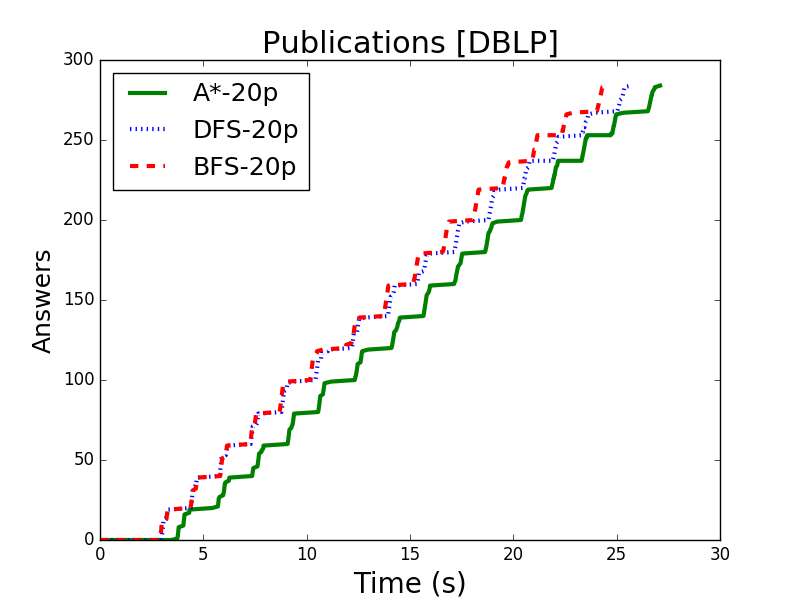 Publications [DBLP]
A*-20p
DFS-20p
BFS-20p
300
250
200
150
100
50
0
Answers
0 5 10 15 20 25 30
Time (s)